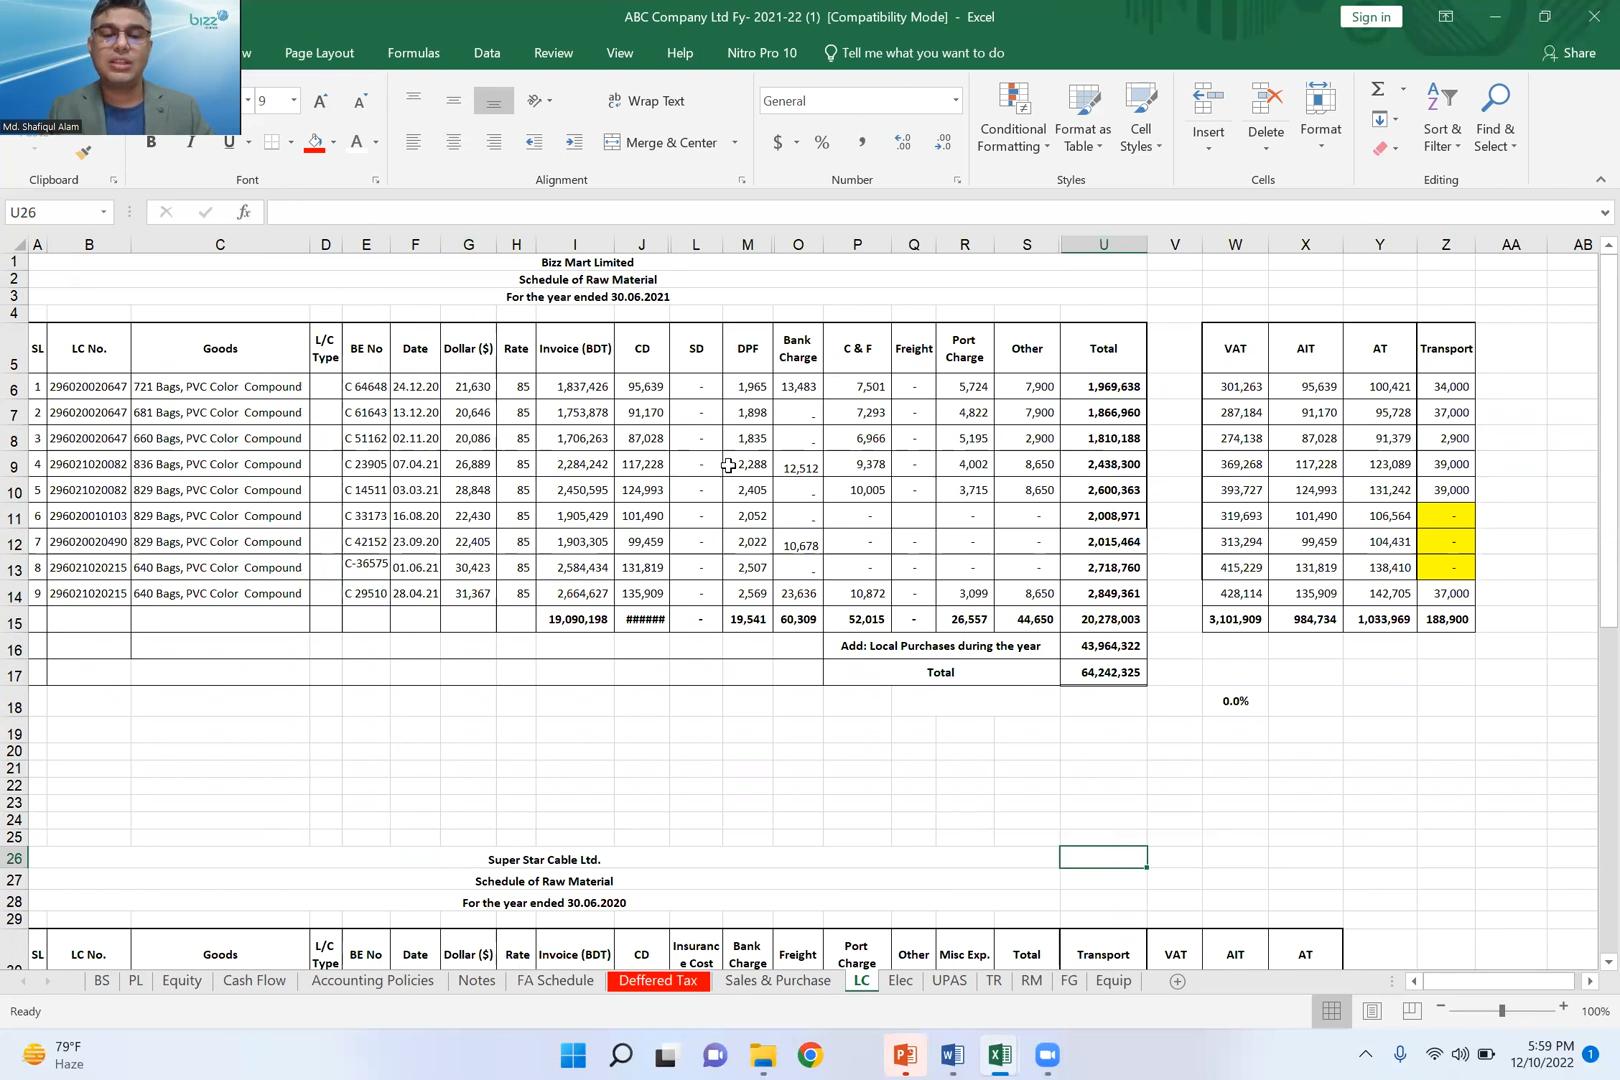 bizz
Md. Shafiqul Alam
ABC Company Ltd Fy- 2021-22 (1) [Compatibility Mode] - Excel
Sign in
w Page Layout Formulas Data Review View Help Nitro Pro 10 Tell me what you want to do
Share
9 A A Wrap Text General
B I U A Merge & Center $ % , .00 .00
Conditional Formatting Format as Table Cell Styles Insert Delete Format Sort & Filter Find & Select
Clipboard Font Alignment Number Styles Cells Editing
U26 fx
A B C D E F G H I J L M O P Q R S U V W X Y Z AA AB
1 Bizz Mart Limited
2 Schedule of Raw Material
3 For the year ended 30.06.2021
4
5 SL LC No. Goods L/C Type BE No Date Dollar ($) Rate Invoice (BDT) CD SD DPF Bank Charge C & F Freight Port Charge Other Total VAT AIT AT Transport
6 1 296020020647 721 Bags, PVC Color Compound C 64648 24.12.20 21,630 85 1,837,426 95,639 - 1,965 13,483 7,501 - 5,724 7,900 1,969,638 301,263 95,639 100,421 34,000
7 2 296020020647 681 Bags, PVC Color Compound C 61643 13.12.20 20,646 85 1,753,878 91,170 - 1,898 - 7,293 - 4,822 7,900 1,866,960 287,184 91,170 95,728 37,000
8 3 296020020647 660 Bags, PVC Color Compound C 51162 02.11.20 20,086 85 1,706,263 87,028 - 1,835 - 6,966 - 5,195 2,900 1,810,188 274,138 87,028 91,379 2,900
9 4 296021020082 836 Bags, PVC Color Compound C 23905 07.04.21 26,889 85 2,284,242 117,228 - 2,288 12,512 9,378 - 4,002 8,650 2,438,300 369,268 117,228 123,089 39,000
10 5 296021020082 829 Bags, PVC Color Compound C 14511 03.03.21 28,848 85 2,450,595 124,993 - 2,405 - 10,005 - 3,715 8,650 2,600,363 393,727 124,993 131,242 39,000
11 6 296020010103 829 Bags, PVC Color Compound C 33173 16.08.20 22,430 85 1,905,429 101,490 - 2,052 - - - - - 2,008,971 319,693 101,490 106,564 -
12 7 296020020490 829 Bags, PVC Color Compound C 42152 23.09.20 22,405 85 1,903,305 99,459 - 2,022 10,678 - - - - 2,015,464 313,294 99,459 104,431 -
13 8 296021020215 640 Bags, PVC Color Compound C-36575 01.06.21 30,423 85 2,584,434 131,819 - 2,507 - - - - - 2,718,760 415,229 131,819 138,410 -
14 9 296021020215 640 Bags, PVC Color Compound C 29510 28.04.21 31,367 85 2,664,627 135,909 - 2,569 23,636 10,872 - 3,099 8,650 2,849,361 428,114 135,909 142,705 37,000
15 19,090,198 ###### - 19,541 60,309 52,015 - 26,557 44,650 20,278,003 3,101,909 984,734 1,033,969 188,900
16 Add: Local Purchases during the year 43,964,322
17 Total 64,242,325
18 0.0%
19
20
21
22
23
24
25
26 Super Star Cable Ltd.
27 Schedule of Raw Material
28 For the year ended 30.06.2020
29
30 SL LC No. Goods L/C Type BE No Date Dollar ($) Rate Invoice (BDT) CD Insuranc e Cost Bank Charge Freight Port Charge Other Misc Exp. Total Transport VAT AIT AT
BS PL Equity Cash Flow Accounting Policies Notes FA Schedule Deffered Tax Sales & Purchase LC Elec UPAS TR RM FG Equip
Ready 100%
79°F
Haze
5:59 PM
12/10/2022
1